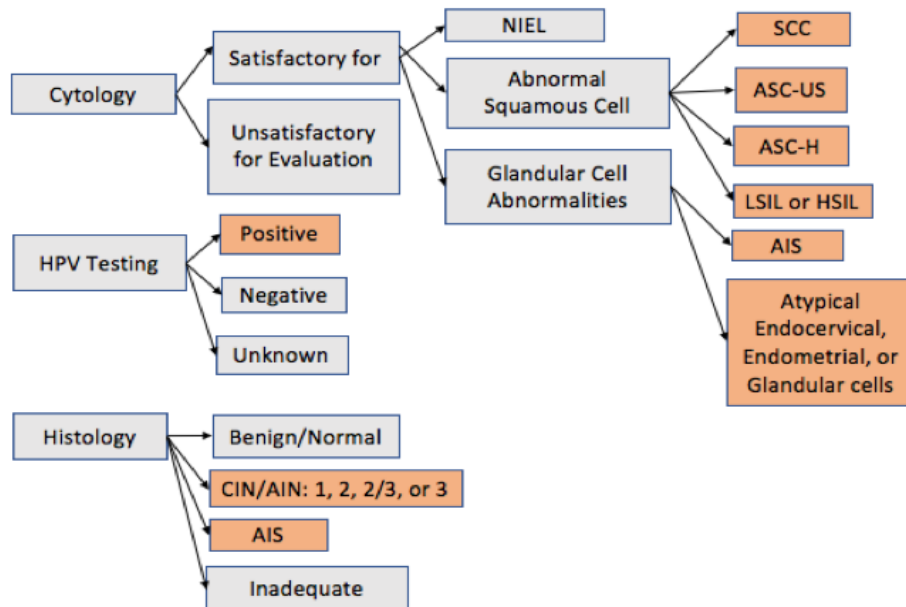 Cytology
Satisfactory for
Unsatisfactory
for Evaluation
NIEL
Abnormal
Squamous Cell
Glandular Cell
Abnormalities
SCC
ASC-US
ASC-H
LSIL or HSIL
AIS
Atypical
Endocervical,
Endometrial, or
Glandular cells
HPV Testing
Positive
Negative
Unknown
Histology
Benign/Normal
CIN/AIN: 1, 2, 2/3, or 3
AIS
Inadequate